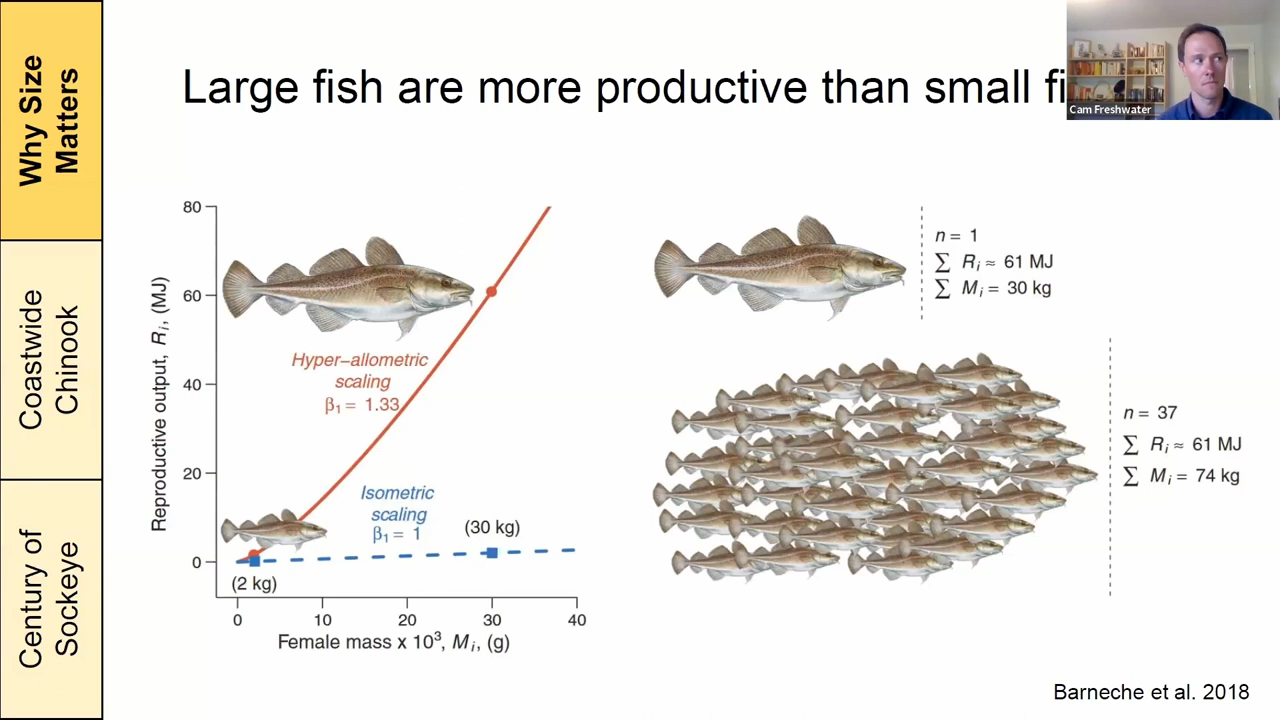 Why Size
Matters
Coastwide
Chinook
Century of
Sockeye
Large fish are more productive than small
Cam Freshwater
Reproductive output, Rᵢ, (MJ)
80
60
40
20
0
Hyper–allometric
scaling
β₁ = 1.33
Isometric
scaling
β₁ = 1
(30 kg)
(2 kg)
0 10 20 30 40
Female mass x 10³, Mᵢ, (g)
n = 1
∑ Rᵢ ≈ 61 MJ
∑ Mᵢ = 30 kg
n = 37
∑ Rᵢ ≈ 61 MJ
∑ Mᵢ = 74 kg
Barneche et al. 2018